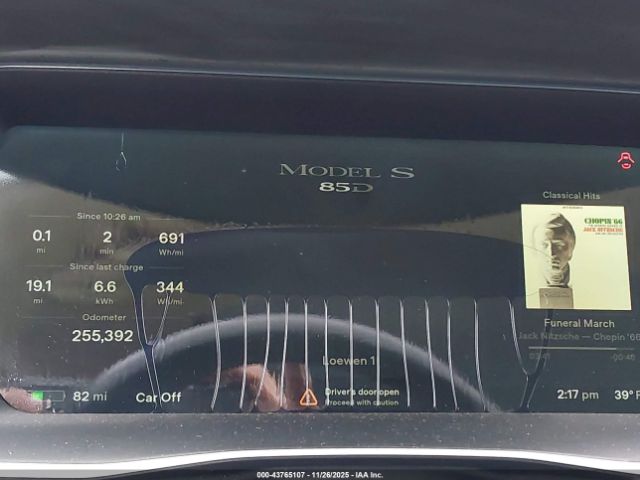 MODEL S
85D
Classical Hits
CHOPIN '66
JACK NITZSCHE
Since 10:26 am
0.1 2 691
mi min Wh/mi
Since last charge
19.1 6.6 344
mi kWh Wh/mi
Odometer
255,392
Funeral March
Jack Nitzsche — Chopin '66
-00:48
Loewen 1
82 mi
Car Off
Driver's door open
Proceed with caution
2:17 pm
39° F
000-43765107 - 11/26/2025 - IAA Inc.